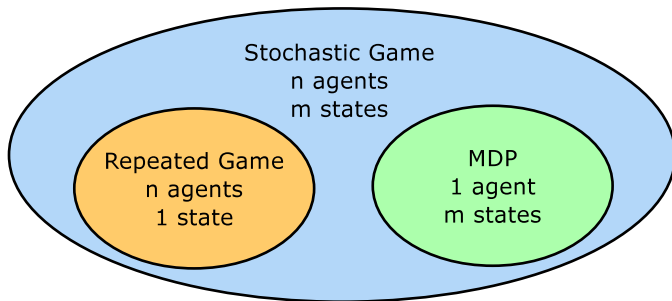 Stochastic Game
n agents
m states
Repeated Game
n agents
1 state
MDP
1 agent
m states